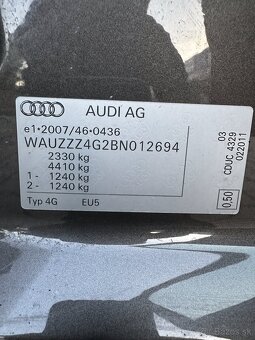 AUDI AG
e1*2007/46*0436
WAUZZZ4G2BN012694
2330 kg
4410 kg
1 - 1240 kg
2 - 1240 kg
Typ 4G EU5
03
CDUC 4329
022011
0,50